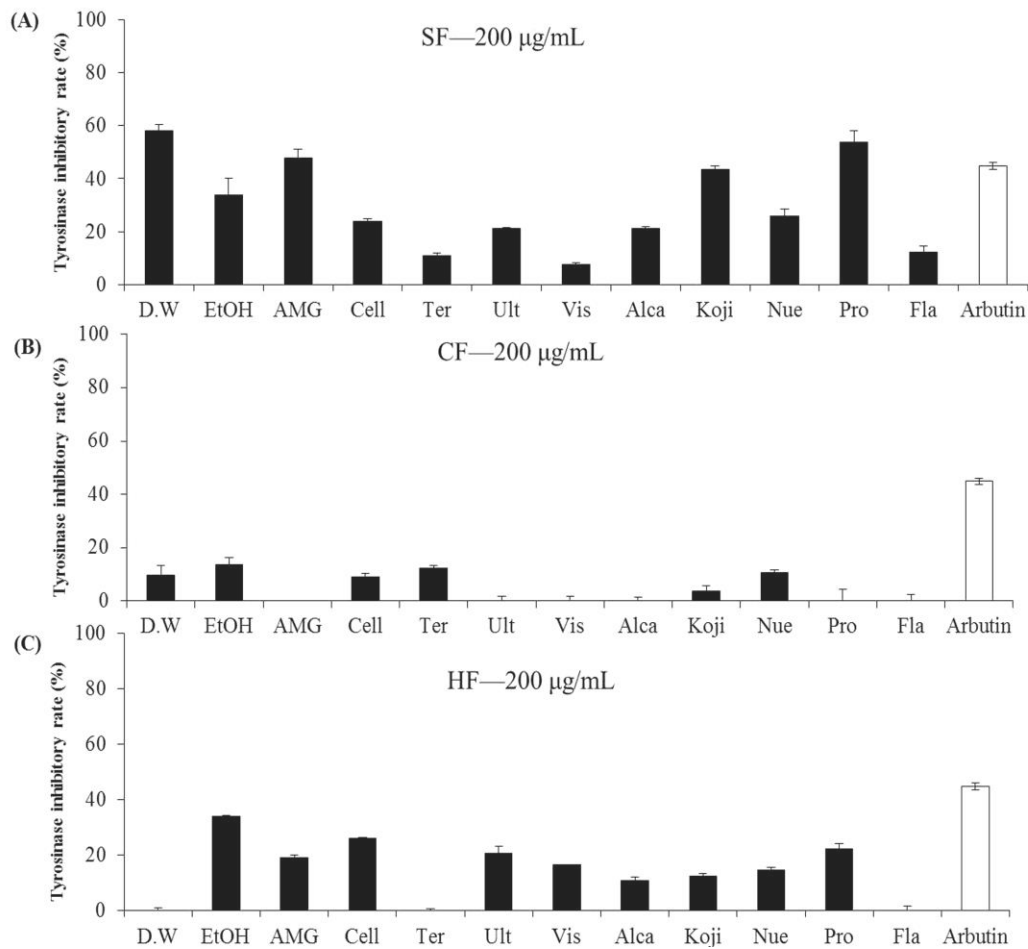 (A)
SF—200 μg/mL
Tyrosinase inhibitory rate (%)
100
80
60
40
20
0
D.W EtOH AMG Cell Ter Ult Vis Alca Koji Nue Pro Fla Arbutin
(B)
CF—200 μg/mL
Tyrosinase inhibitory rate (%)
100
80
60
40
20
0
D.W EtOH AMG Cell Ter Ult Vis Alca Koji Nue Pro Fla Arbutin
(C)
HF—200 μg/mL
Tyrosinase inhibitory rate (%)
100
80
60
40
20
0
D.W EtOH AMG Cell Ter Ult Vis Alca Koji Nue Pro Fla Arbutin